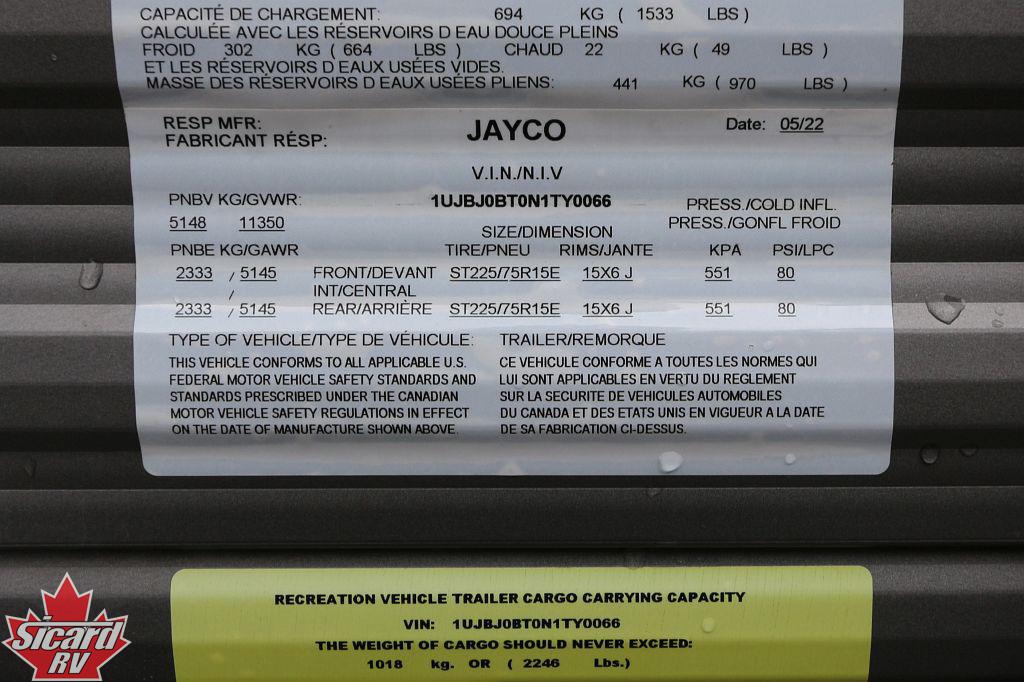 CAPACITÉ DE CHARGEMENT: 694 KG ( 1533 LBS )
CALCULÉE AVEC LES RÉSERVOIRS D EAU DOUCE PLEINS
FROID 302 KG ( 664 LBS ) CHAUD 22 KG ( 49 LBS )
ET LES RÉSERVOIRS D EAUX USÉES VIDES.
MASSE DES RÉSERVOIRS D EAUX USÉES PLIENS: 441 KG ( 970 LBS )
RESP MFR: JAYCO Date: 05/22
FABRICANT RÉSP:
V.I.N./N.I.V
PNBV KG/GVWR: 1UJBJ0BT0N1TY0066 PRESS./COLD INFL.
5148 11350 SIZE/DIMENSION PRESS./GONFL FROID
PNBE KG/GAWR TIRE/PNEU RIMS/JANTE KPA PSI/LPC
2333 / 5145 FRONT/DEVANT ST225/75R15E 15X6 J 551 80
/ INT/CENTRAL
2333 / 5145 REAR/ARRIÈRE ST225/75R15E 15X6 J 551 80
TYPE OF VEHICLE/TYPE DE VÉHICULE: TRAILER/REMORQUE
THIS VEHICLE CONFORMS TO ALL APPLICABLE U.S.
FEDERAL MOTOR VEHICLE SAFETY STANDARDS AND
STANDARDS PRESCRIBED UNDER THE CANADIAN
MOTOR VEHICLE SAFETY REGULATIONS IN EFFECT
ON THE DATE OF MANUFACTURE SHOWN ABOVE.
CE VEHICULE CONFORME A TOUTES LES NORMES QUI
LUI SONT APPLICABLES EN VERTU DU REGLEMENT
SUR LA SECURITE DE VEHICULES AUTOMOBILES
DU CANADA ET DES ETATS UNIS EN VIGUEUR A LA DATE
DE SA FABRICATION CI-DESSUS.
RECREATION VEHICLE TRAILER CARGO CARRYING CAPACITY
VIN: 1UJBJ0BT0N1TY0066
THE WEIGHT OF CARGO SHOULD NEVER EXCEED:
1018 kg. OR ( 2246 Lbs.)
Sicard
RV